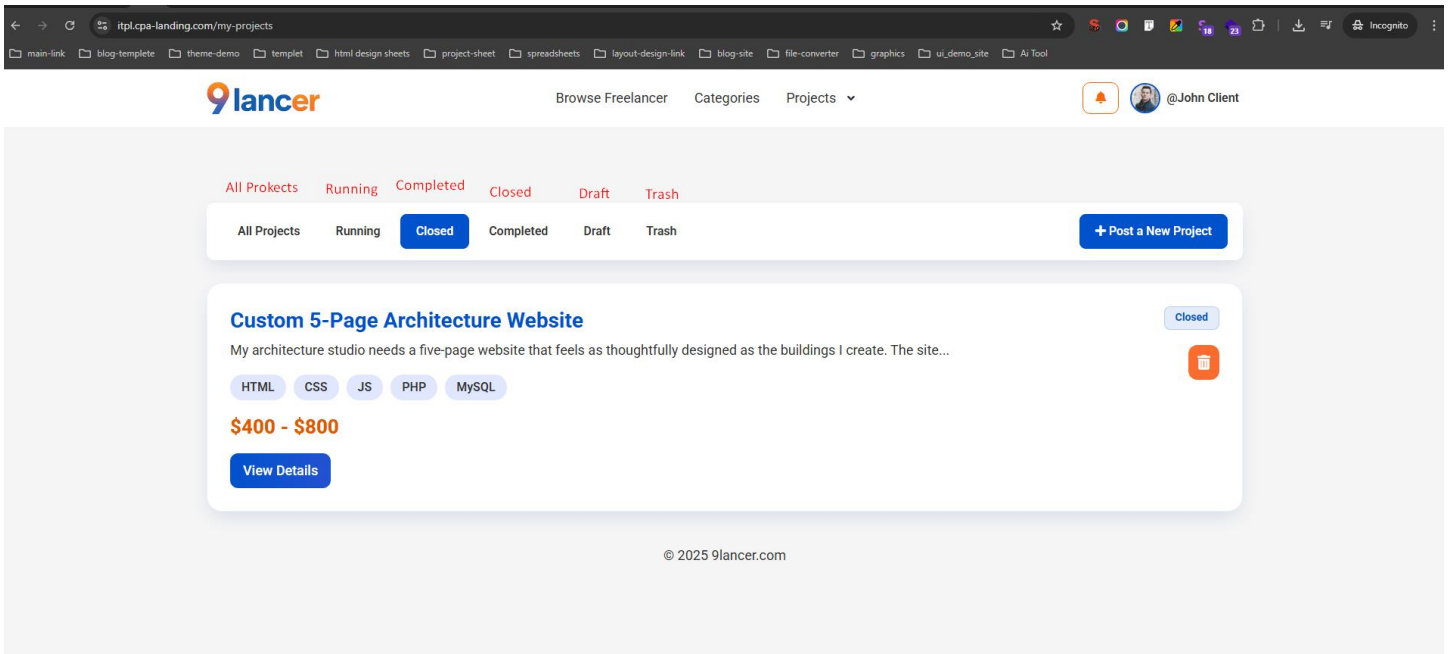 itpl.cpa-landing.com/my-projects
18
23
Incognito
main-link blog-templete theme-demo templet html design sheets project-sheet spreadsheets layout-design-link blog-site file-converter graphics ui_demo_site Ai Tool
9lancer Browse Freelancer Categories Projects @John Client
All Prokects Running Completed Closed Draft Trash
All Projects Running Closed Completed Draft Trash + Post a New Project
Custom 5-Page Architecture Website Closed
My architecture studio needs a five-page website that feels as thoughtfully designed as the buildings I create. The site...
HTML CSS JS PHP MySQL
$400 - $800
View Details
© 2025 9lancer.com